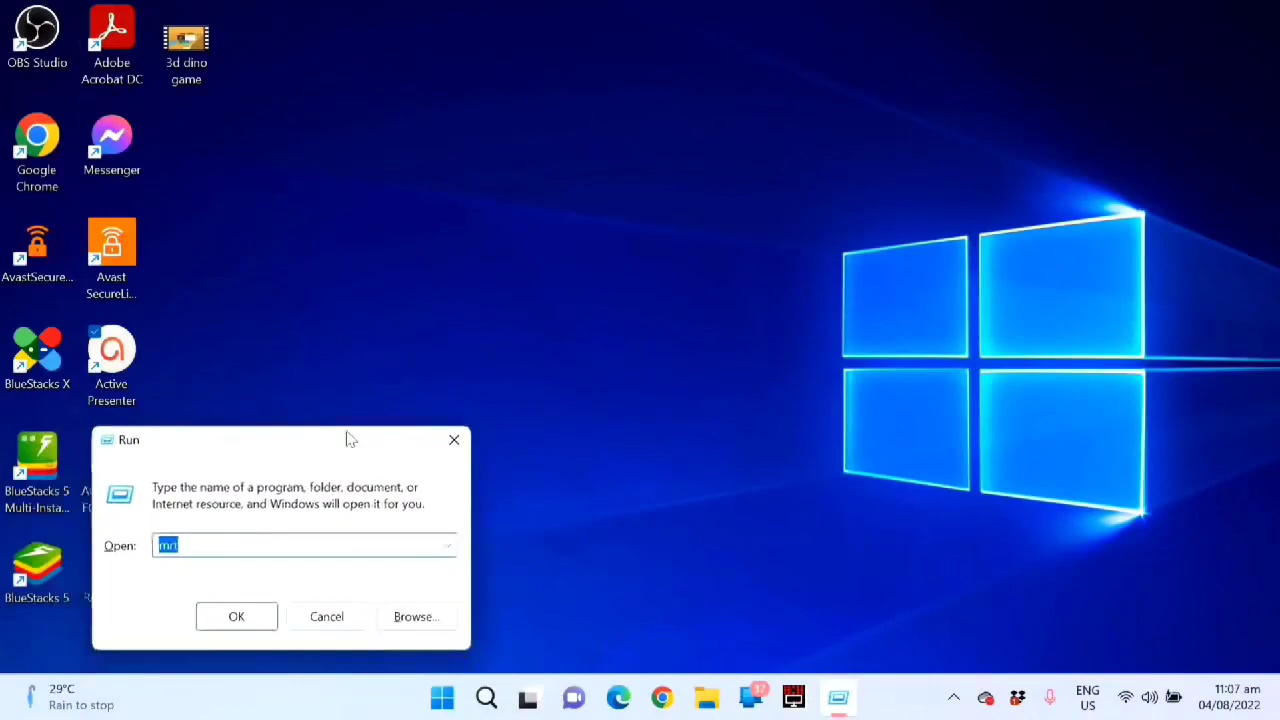 OBS Studio
Adobe
Acrobat DC
3d dino
game
Google
Chrome
Messenger
AvastSecure...
Avast
SecureLi...
BlueStacks X
Active
Presenter
BlueStacks 5
Multi-Insta...
BlueStacks 5
Run
Type the name of a program, folder, document, or
Internet resource, and Windows will open it for you.
Open:
mrt
OK
Cancel
Browse...
29°C
Rain to stop
17
ENG
US
11:07 am
04/08/2022